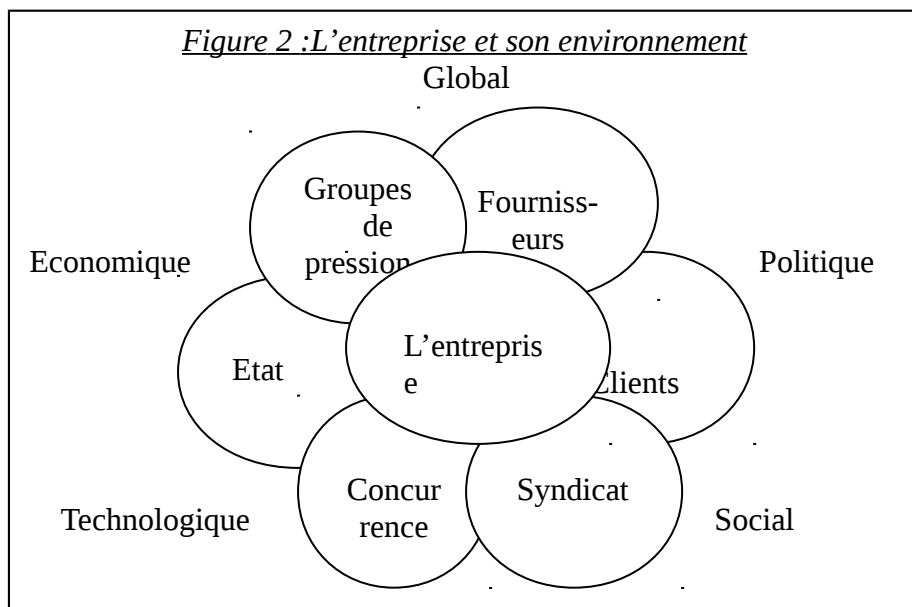 Figure 2 :L’entreprise et son environnement
Global
Groupes
de
pression
Fourniss-
eurs
Economique
Politique
L’entrepris
e
Etat
Clients
Concur
rence
Syndicat
Technologique
Social